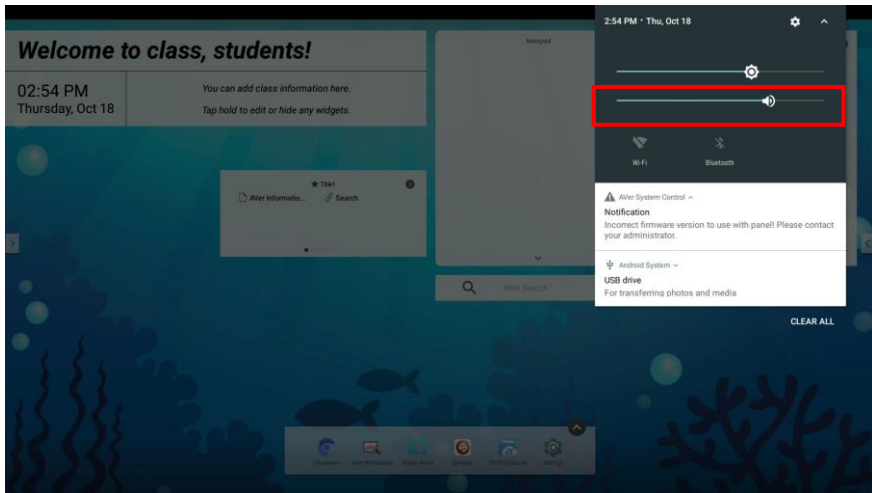 Welcome to class, students!
02:54 PM
Thursday, Oct 18
You can add class information here.
Tap hold to edit or hide any widgets.
Notepad
★ Title1
AVer Informatio...
Search
Web Search
2:54 PM • Thu, Oct 18
Wi-Fi
Bluetooth
AVer System Control
Notification
Incorrect firmware version to use with panel! Please contact
your administrator.
Android System
USB drive
For transferring photos and media
CLEAR ALL
Settings